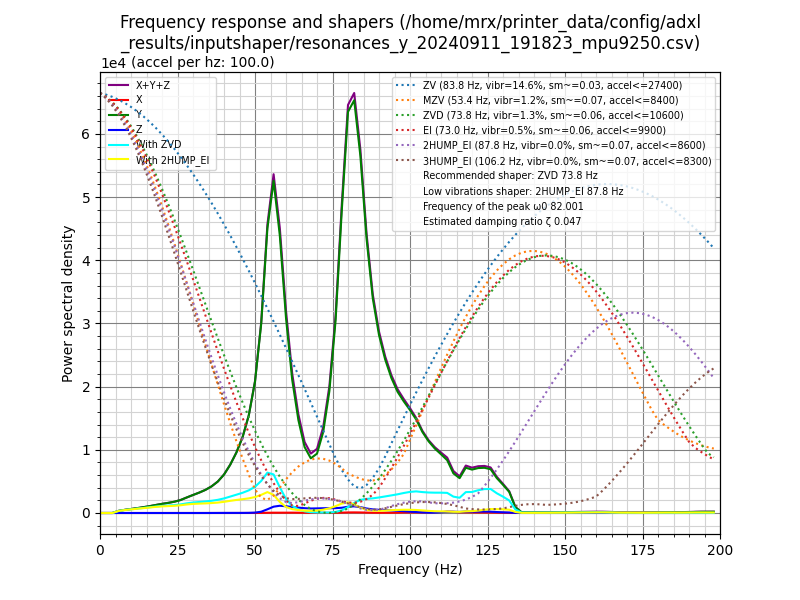 Frequency response and shapers (/home/mrx/printer_data/config/adxl
_results/inputshaper/resonances_y_20240911_191823_mpu9250.csv)
1e4 (accel per hz: 100.0)
X+Y+Z
X
Y
Z
With ZVD
With 2HUMP_EI
ZV (83.8 Hz, vibr=14.6%, sm~=0.03, accel<=27400)
MZV (53.4 Hz, vibr=1.2%, sm~=0.07, accel<=8400)
ZVD (73.8 Hz, vibr=1.3%, sm~=0.06, accel<=10600)
EI (73.0 Hz, vibr=0.5%, sm~=0.06, accel<=9900)
2HUMP_EI (87.8 Hz, vibr=0.0%, sm~=0.07, accel<=8600)
3HUMP_EI (106.2 Hz, vibr=0.0%, sm~=0.07, accel<=8300)
Recommended shaper: ZVD 73.8 Hz
Low vibrations shaper: 2HUMP_EI 87.8 Hz
Frequency of the peak ω0 82.001
Estimated damping ratio ζ 0.047
Power spectral density
6
5
4
3
2
1
0
0 25 50 75 100 125 150 175 200
Frequency (Hz)